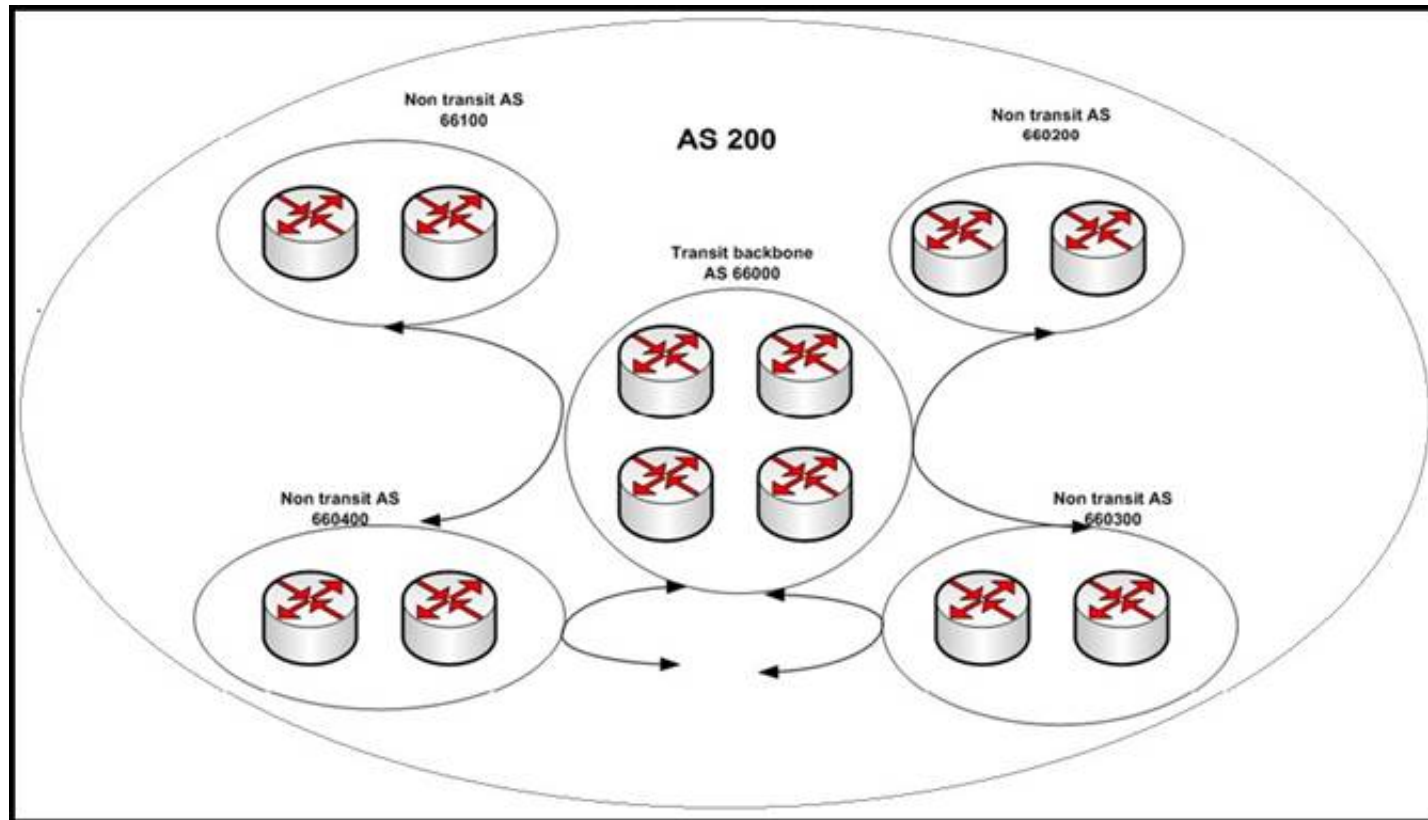 Non transit AS
66100
AS 200
Non transit AS
660200
Transit backbone
AS 66000
Non transit AS
660400
Non transit AS
660300